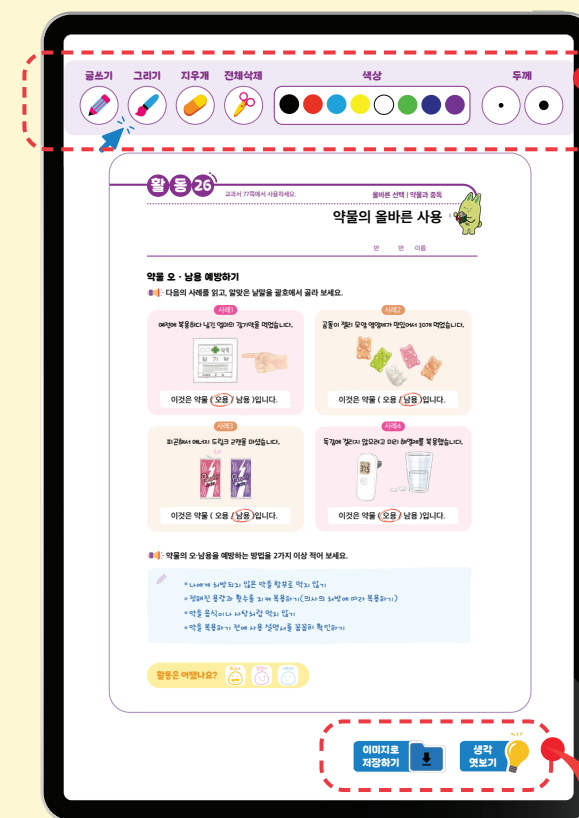 글쓰기 그리기 지우개 전체삭제 색상 두께
활동26 교과서 77쪽에서 사용하세요. 올바른 선택 | 약물과 중독
약물의 올바른 사용
반 번 이름:
약물 오·남용 예방하기
다음의 사례를 읽고, 알맞은 낱말을 괄호에서 골라 보세요.
사례1
예전에 복용하다 남긴 엄마의 감기약을 먹었습니다.
약국
감기약
이것은 약물 ( 오용 / 남용 )입니다.
사례2
곰돌이 젤리 모양 영양제가 맛있어서 10개 먹었습니다.
이것은 약물 ( 오용 / 남용 )입니다.
사례3
피곤해서 에너지 드링크 2캔을 마셨습니다.
이것은 약물 ( 오용 / 남용 )입니다.
사례4
독감에 걸리지 않으려고 미리 해열제를 복용했습니다.
이것은 약물 ( 오용 / 남용 )입니다.
약물의 오·남용을 예방하는 방법을 2가지 이상 적어 보세요.
* 나에게 처방되지 않은 약을 함부로 먹지 않기
* 정해진 용량과 횟수를 지켜 복용하기(의사의 처방에 따라 복용하기)
* 약을 음식이나 사탕처럼 먹지 않기
* 약을 복용하기 전에 사용 설명서를 꼼꼼히 확인하기
활동은 어땠나요?
이미지로
저장하기
생각
엿보기